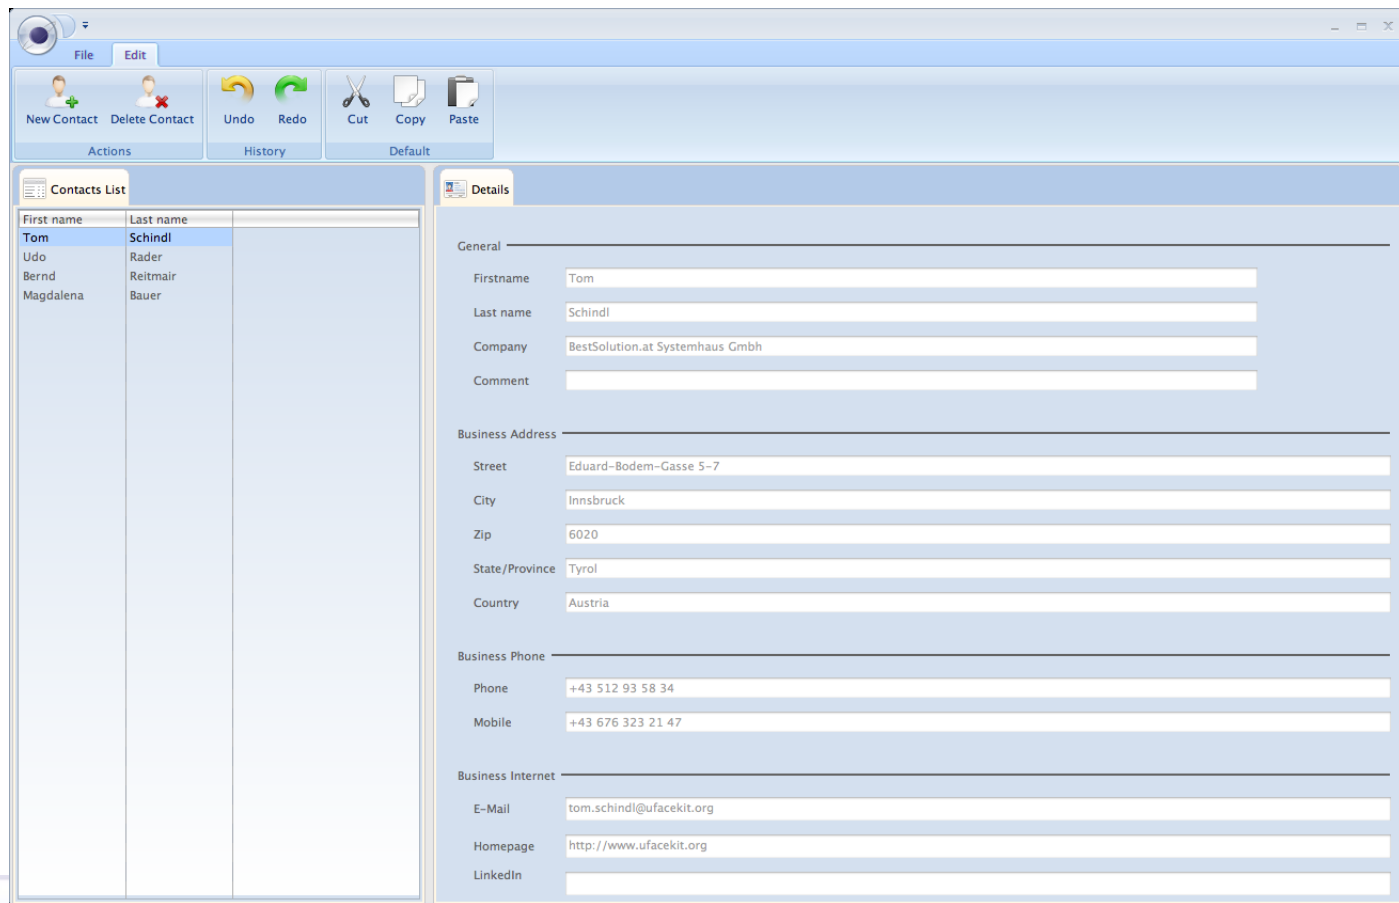 File Edit
New Contact Delete Contact Undo Redo Cut Copy Paste
Actions History Default
Contacts List
First name Last name
Tom Schindl
Udo Rader
Bernd Reitmair
Magdalena Bauer
Details
General
Firstname Tom
Last name Schindl
Company BestSolution.at Systemhaus Gmbh
Comment
Business Address
Street Eduard-Bodem-Gasse 5-7
City Innsbruck
Zip 6020
State/Province Tyrol
Country Austria
Business Phone
Phone +43 512 93 58 34
Mobile +43 676 323 21 47
Business Internet
E-Mail tom.schindl@ufacekit.org
Homepage http://www.ufacekit.org
LinkedIn